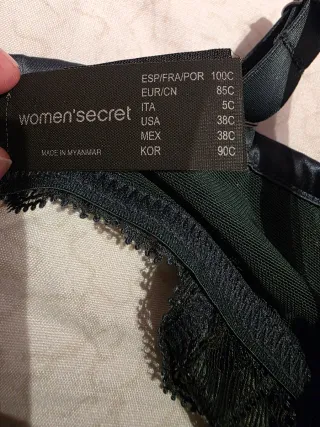 women'secret
MADE IN MYANMAR
ESP/FRA/POR 100C
EUR/CN 85C
ITA 5C
USA 38C
MEX 38C
KOR 90C